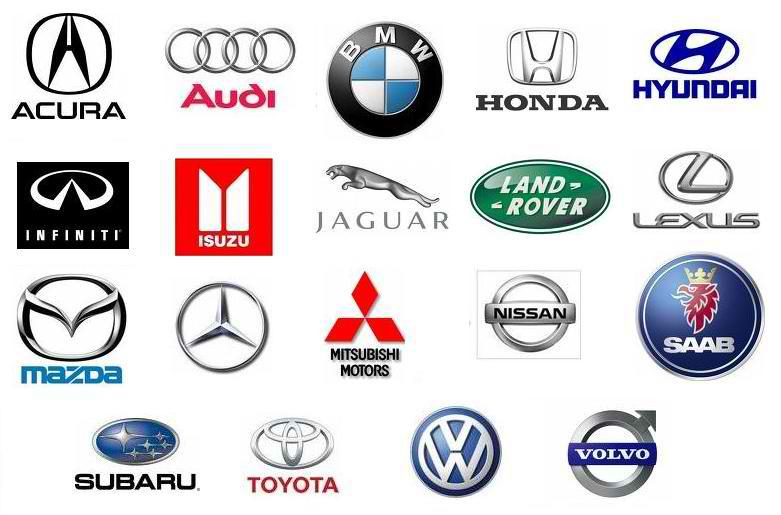 ACURA
Audi
BMW
HONDA
HYUNDAI
INFINITI
ISUZU
JAGUAR
LAND
ROVER
LEXUS
mazda
MITSUBISHI
MOTORS
NISSAN
SAAB
SUBARU
TOYOTA
VW
VOLVO